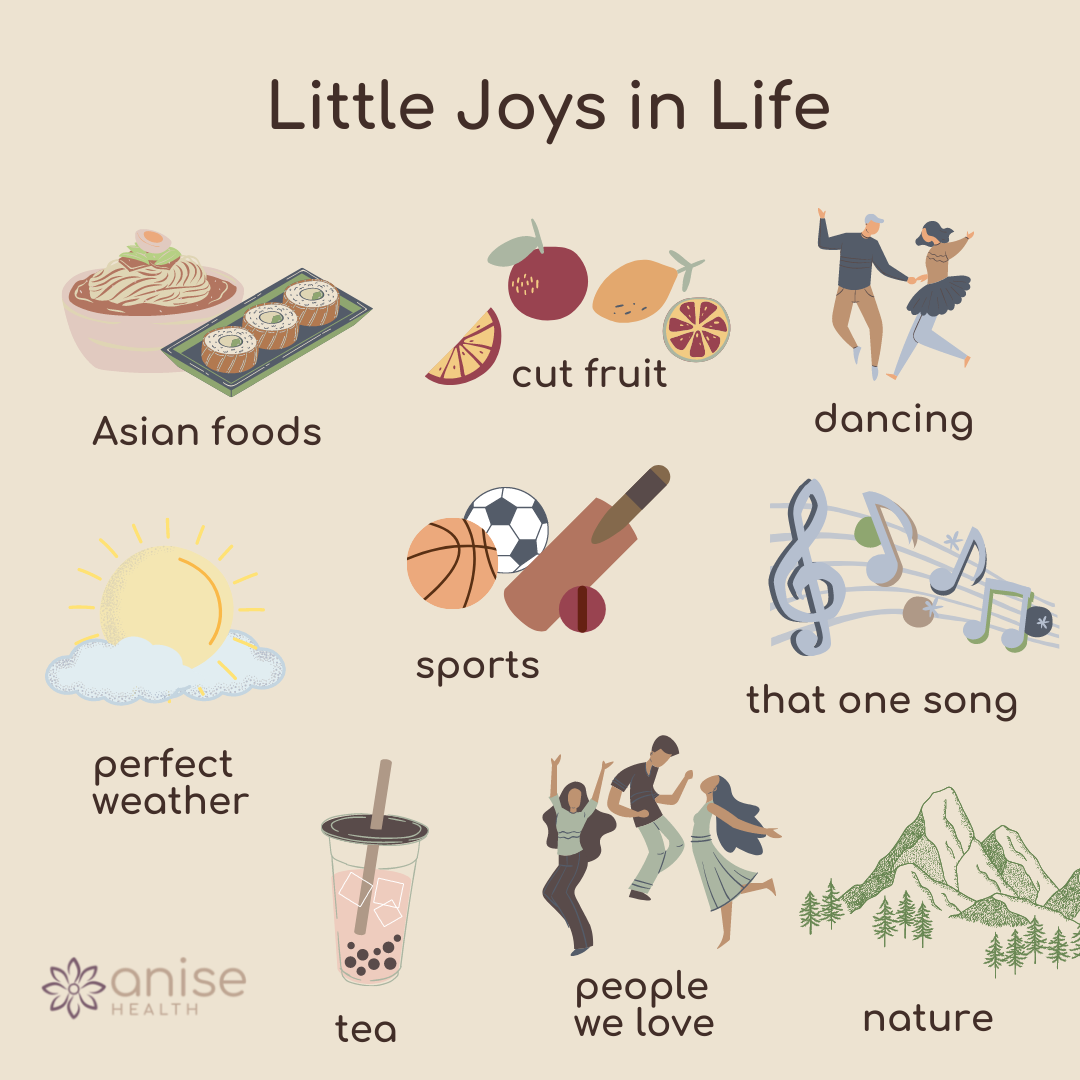 Little Joys in Life
Asian foods
cut fruit
dancing
perfect
weather
sports
that one song
tea
people
we love
nature
anise
HEALTH